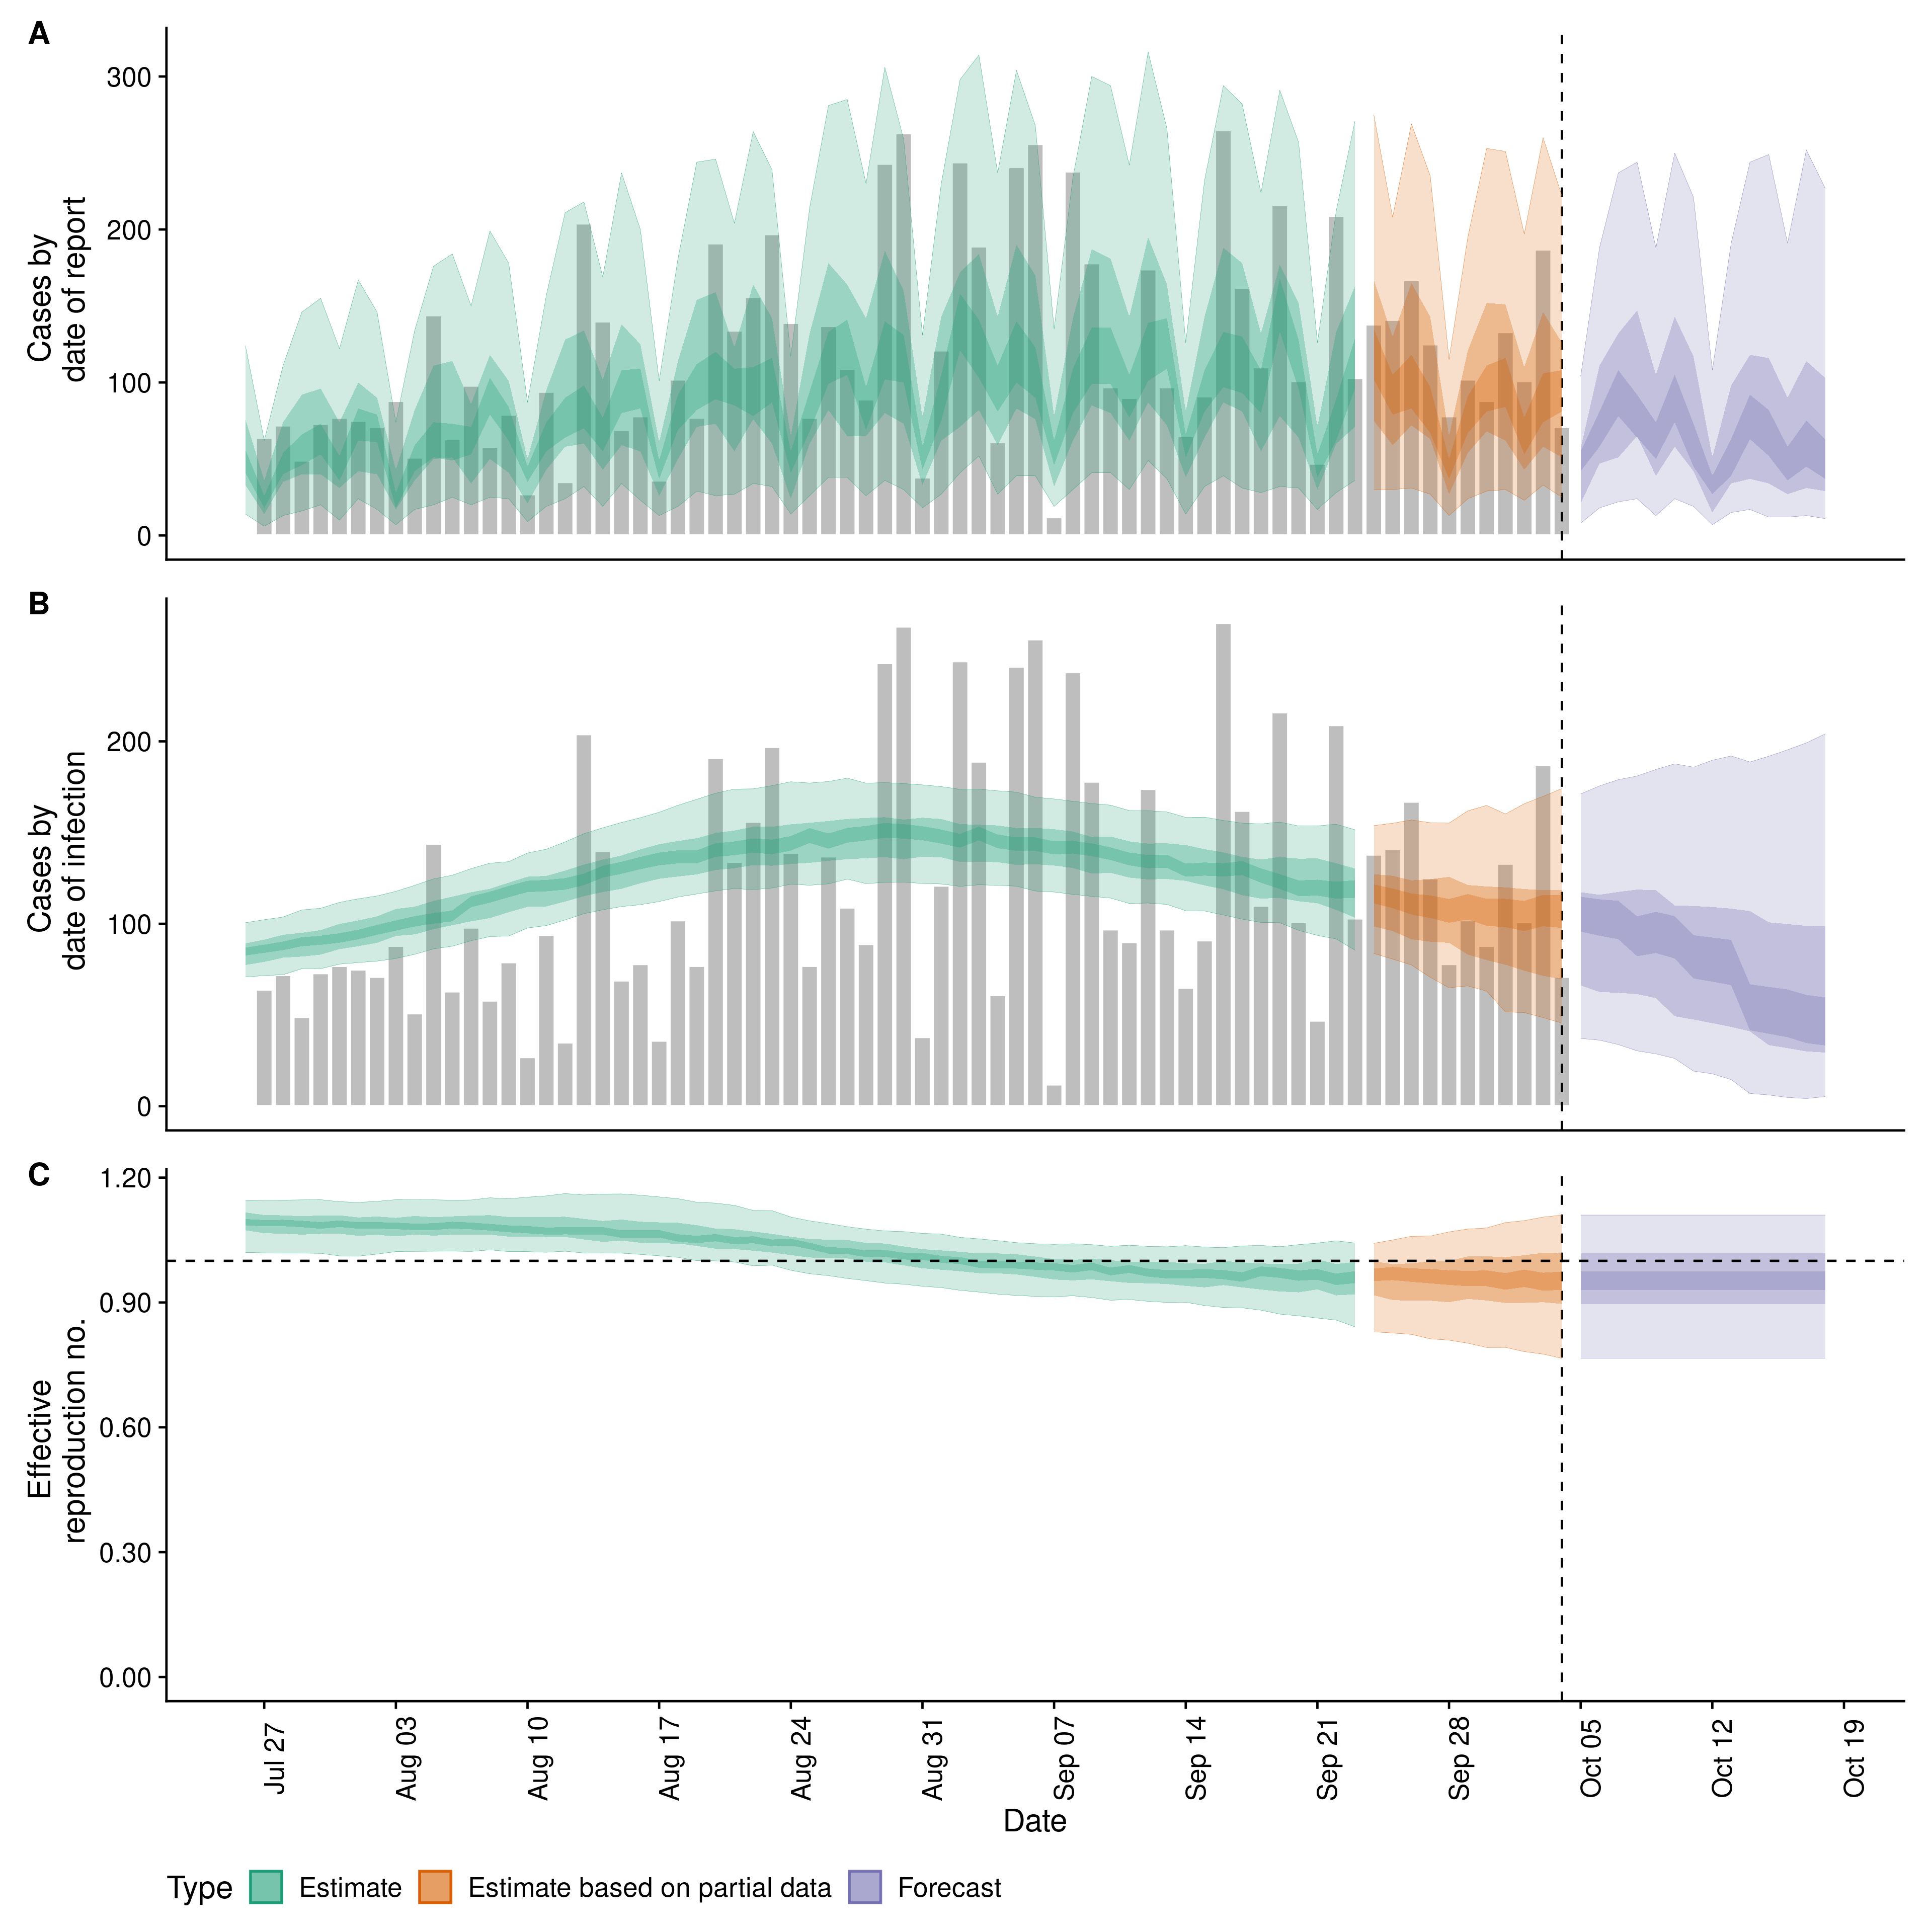 A
300
200
100
0
Cases by
date of report
B
200
100
0
Cases by
date of infection
C
1.20
0.90
0.60
0.30
0.00
Effective
reproduction no.
Jul 27
Aug 03
Aug 10
Aug 17
Aug 24
Aug 31
Sep 07
Sep 14
Sep 21
Sep 28
Oct 05
Oct 12
Oct 19
Date
Type Estimate Estimate based on partial data Forecast